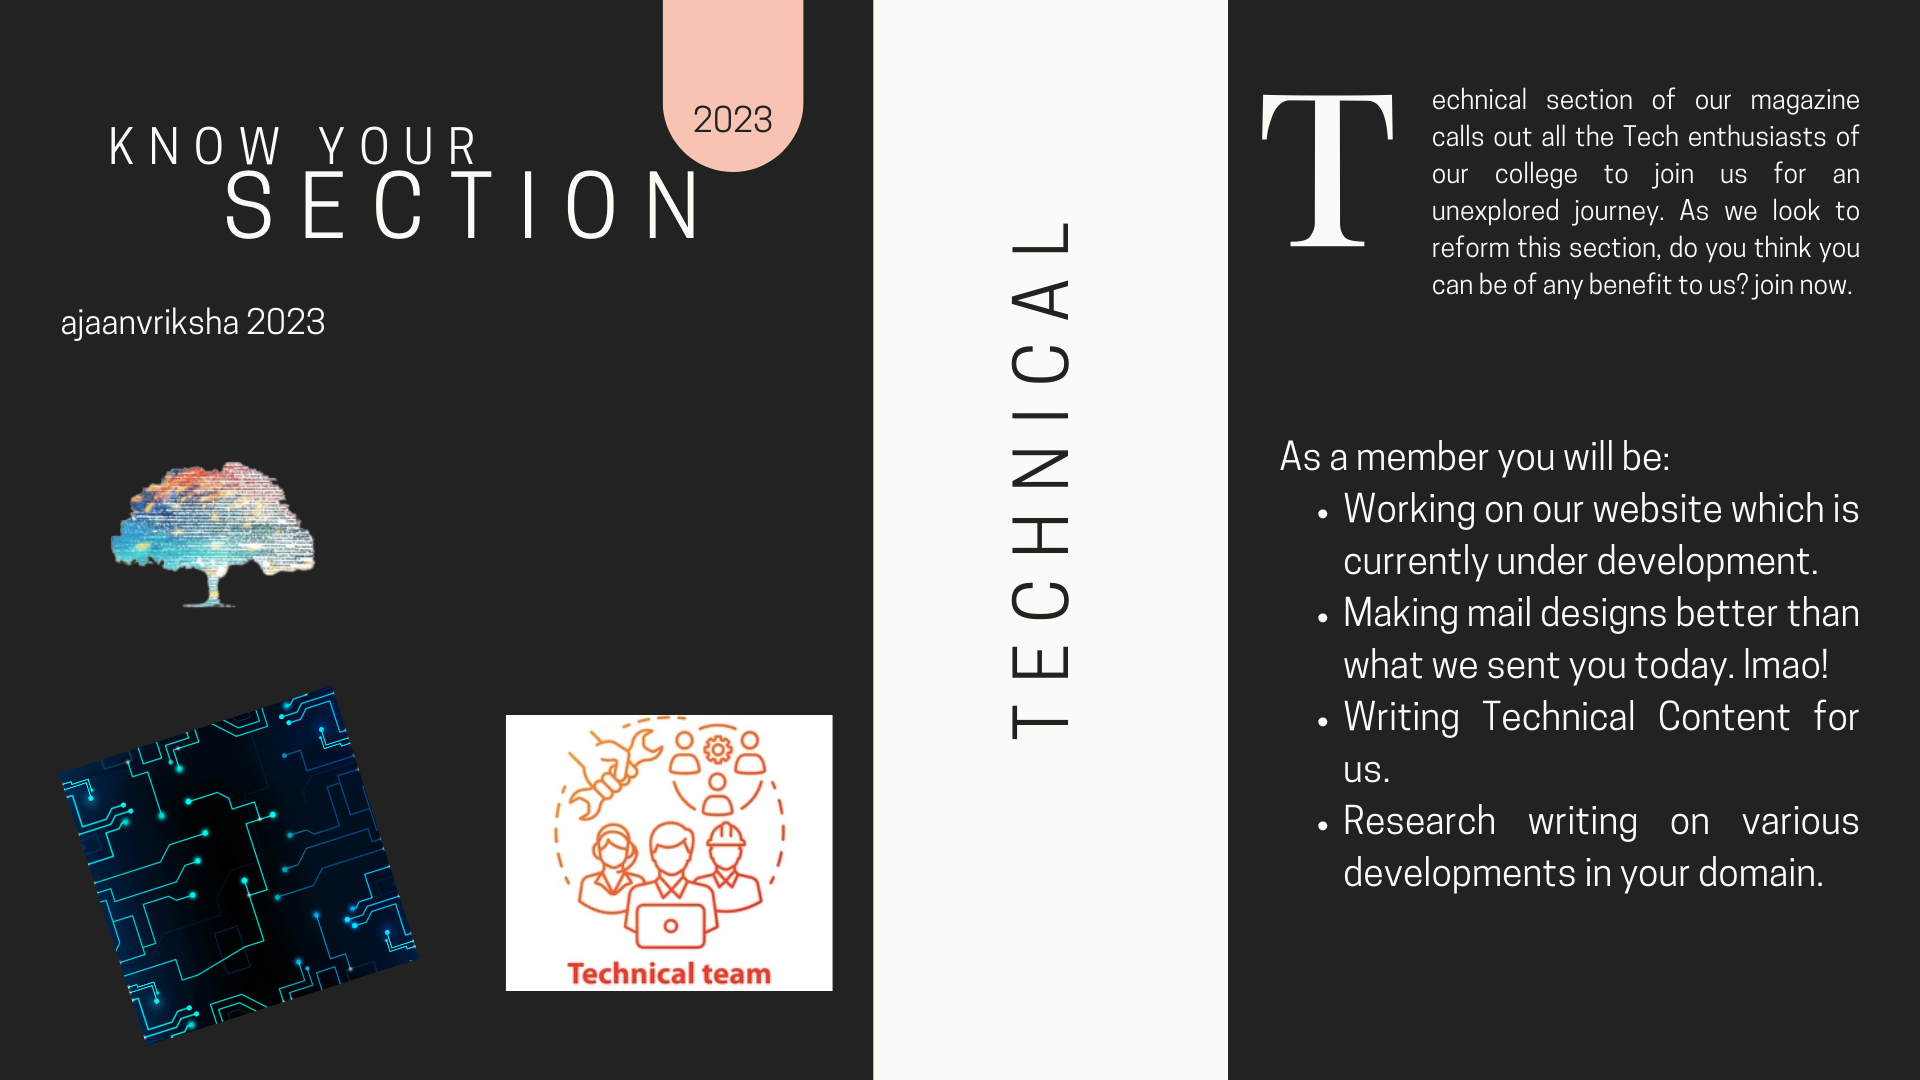 2023
KNOW YOUR
SECTION
ajaanvriksha 2023
Technical team
TECHNICAL
Technical section of our magazine
calls out all the Tech enthusiasts of
our college to join us for an
unexplored journey. As we look to
reform this section, do you think you
can be of any benefit to us? join now.
As a member you will be:
• Working on our website which is
currently under development.
• Making mail designs better than
what we sent you today. lmao!
• Writing Technical Content for
us.
• Research writing on various
developments in your domain.